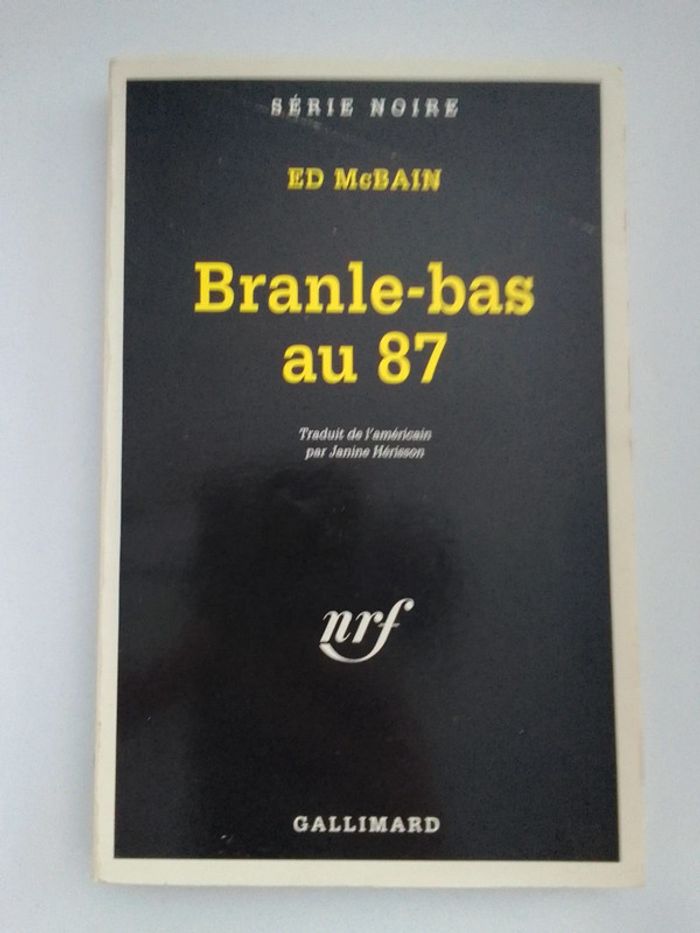 SÉRIE NOIRE
ED McBAIN
Branle-bas
au 87
Traduit de l'américain
par Janine Hérisson
nrf
GALLIMARD